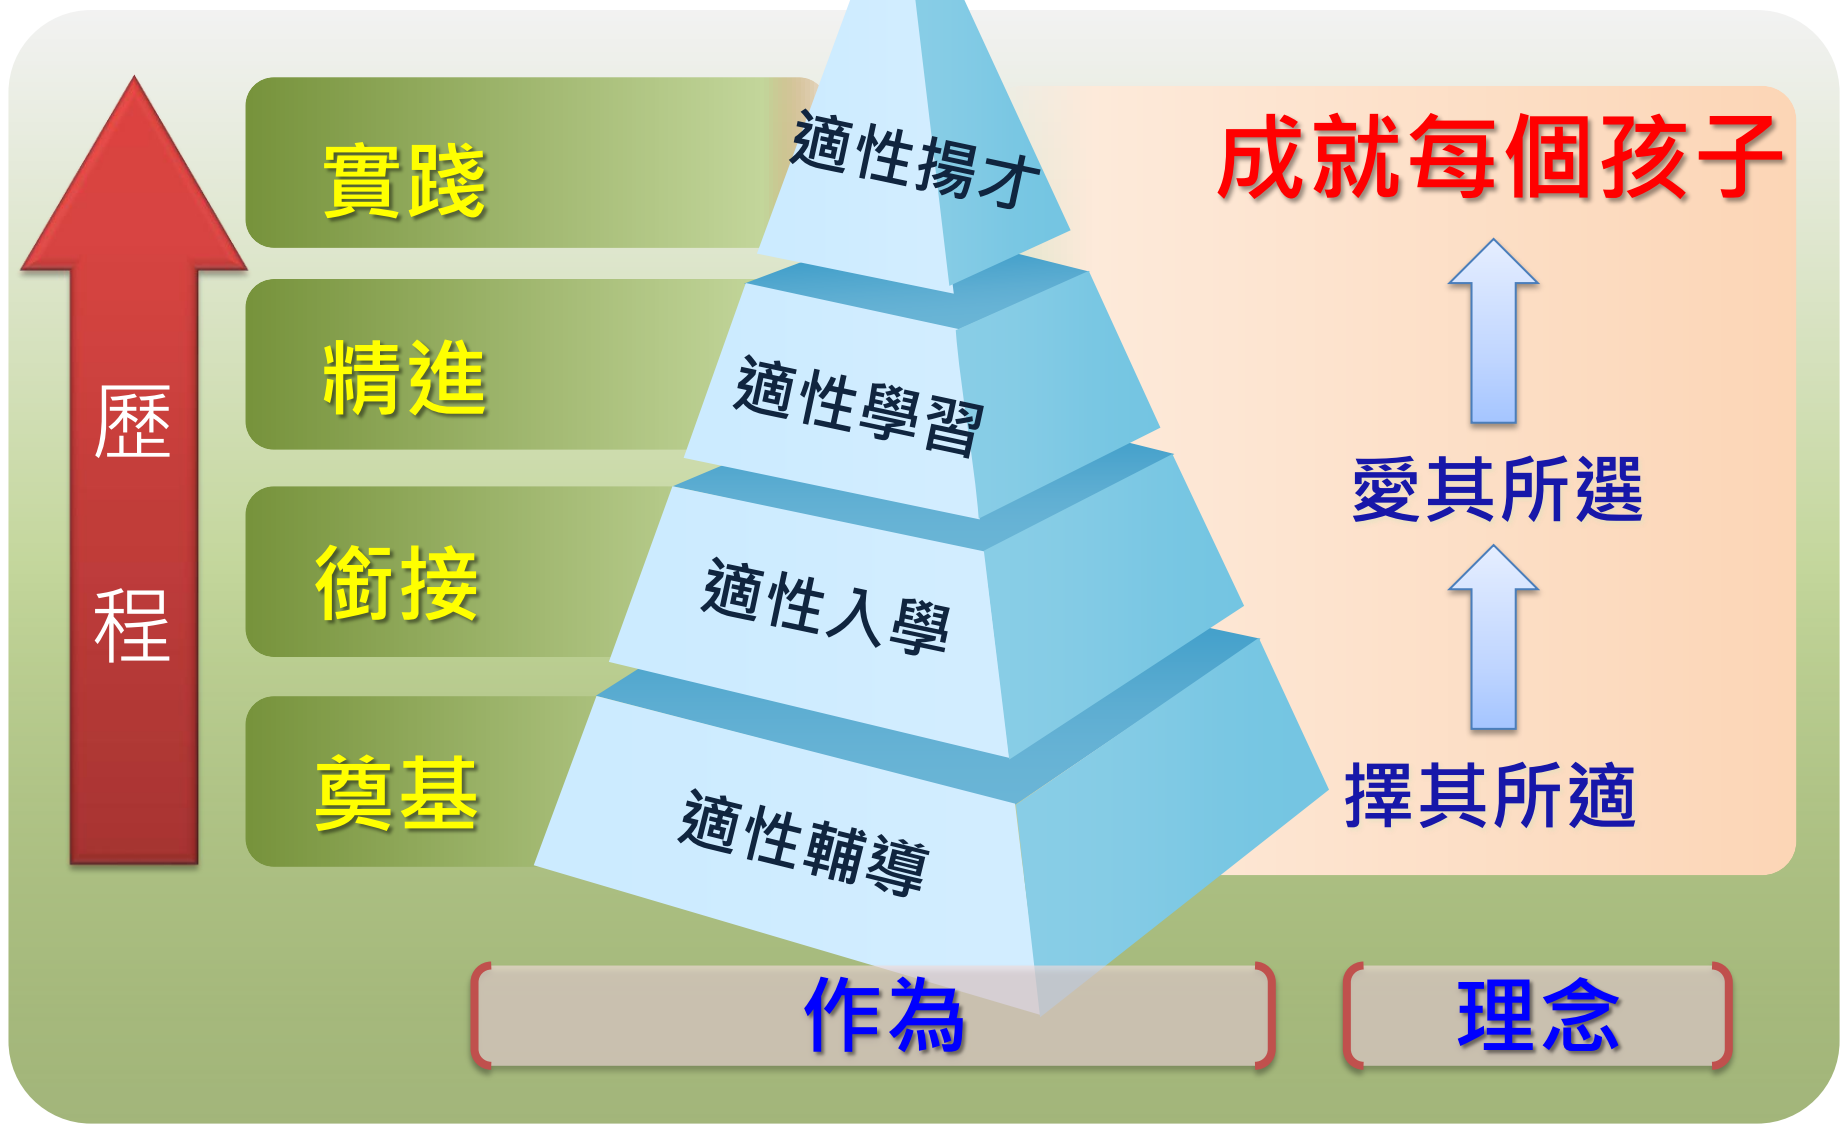 歷
程
實踐
適性揚才
成就每個孩子
精進
適性學習
愛其所選
銜接
適性入學
奠基
適性輔導
擇其所適
作為
理念